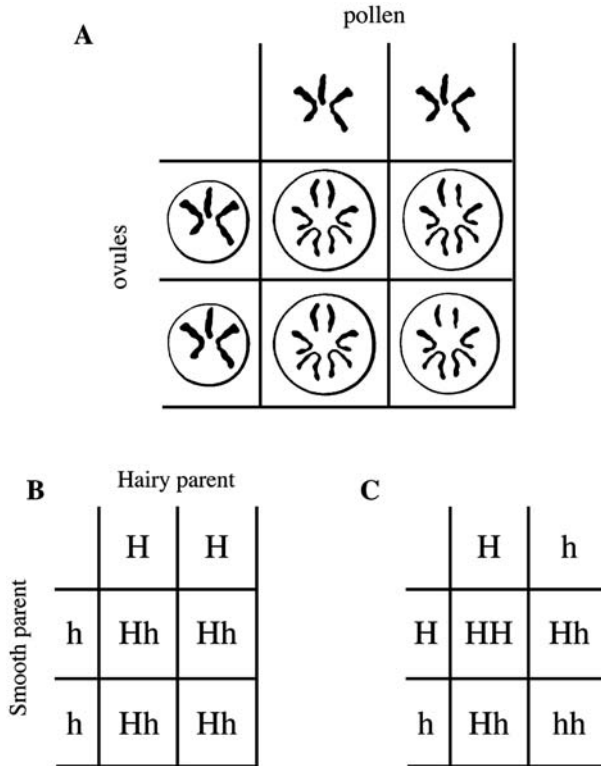 pollen
A
ovules
B Hairy parent
C
Smooth parent
H H
h Hh Hh
h Hh Hh
H h
H HH Hh
h Hh hh